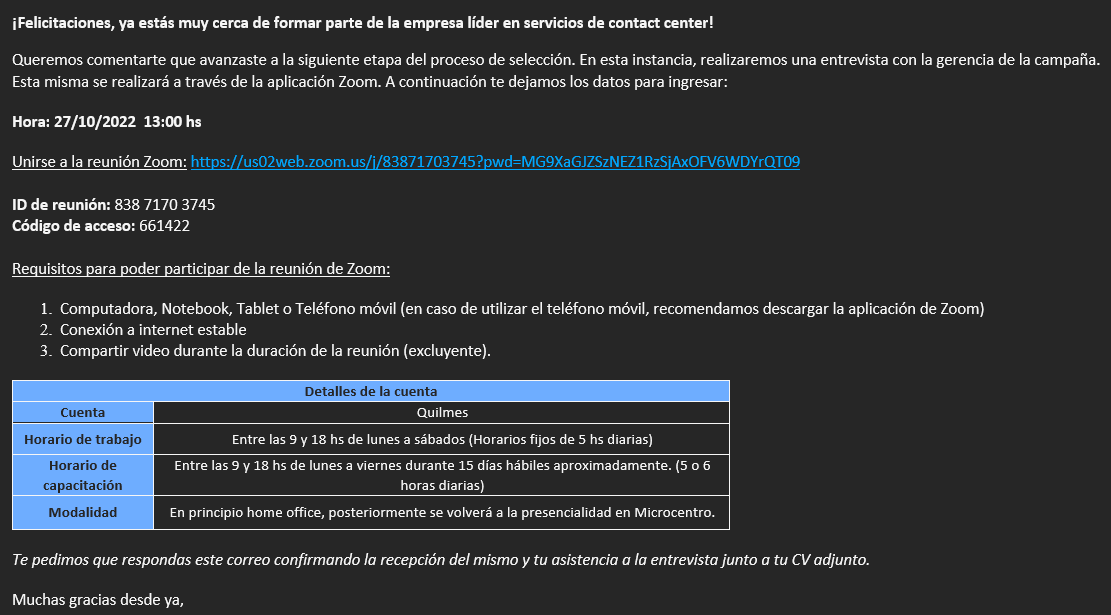 ¡Felicitaciones, ya estás muy cerca de formar parte de la empresa líder en servicios de contact center!
Queremos comentarte que avanzaste a la siguiente etapa del proceso de selección. En esta instancia, realizaremos una entrevista con la gerencia de la campaña.
Esta misma se realizará a través de la aplicación Zoom. A continuación te dejamos los datos para ingresar:
Hora: 27/10/2022 13:00 hs
Unirse a la reunión Zoom: https://us02web.zoom.us/j/83871703745?pwd=MG9XaGJZSzNEZ1RzSjAxOFV6WDYrQT09
ID de reunión: 838 7170 3745
Código de acceso: 661422
Requisitos para poder participar de la reunión de Zoom:
1. Computadora, Notebook, Tablet o Teléfono móvil (en caso de utilizar el teléfono móvil, recomendamos descargar la aplicación de Zoom)
2. Conexión a internet estable
3. Compartir video durante la duración de la reunión (excluyente).
Detalles de la cuenta
Cuenta Quilmes
Horario de trabajo Entre las 9 y 18 hs de lunes a sábados (Horarios fijos de 5 hs diarias)
Horario de capacitación Entre las 9 y 18 hs de lunes a viernes durante 15 días hábiles aproximadamente. (5 o 6
horas diarias)
Modalidad En principio home office, posteriormente se volverá a la presencialidad en Microcentro.
Te pedimos que respondas este correo confirmando la recepción del mismo y tu asistencia a la entrevista junto a tu CV adjunto.
Muchas gracias desde ya,